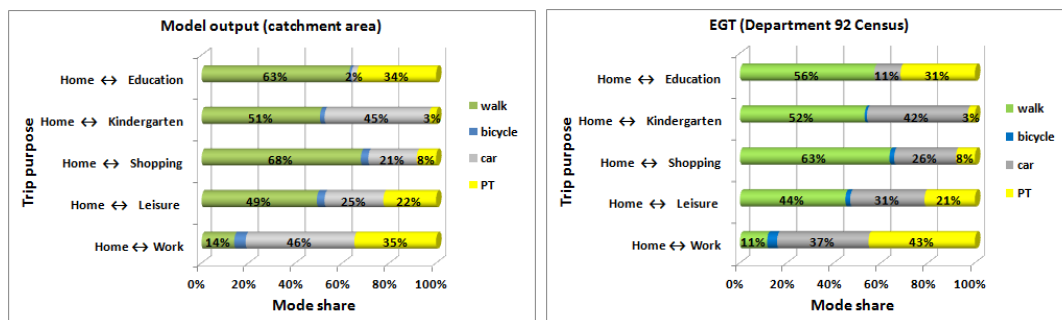 Model output (catchment area)
Trip purpose
Home ↔ Education
63%
2%
34%
Home ↔ Kindergarten
51%
45%
3%
Home ↔ Shopping
68%
21%
8%
Home ↔ Leisure
49%
25%
22%
Home ↔ Work
14%
46%
35%
0% 20% 40% 60% 80% 100%
Mode share
walk
bicycle
car
PT
EGT (Department 92 Census)
Trip purpose
Home ↔ Education
56%
11%
31%
Home ↔ Kindergarten
52%
42%
3%
Home ↔ Shopping
63%
26%
8%
Home ↔ Leisure
44%
31%
21%
Home ↔ Work
11%
37%
43%
0% 20% 40% 60% 80% 100%
Mode share
walk
bicycle
car
PT